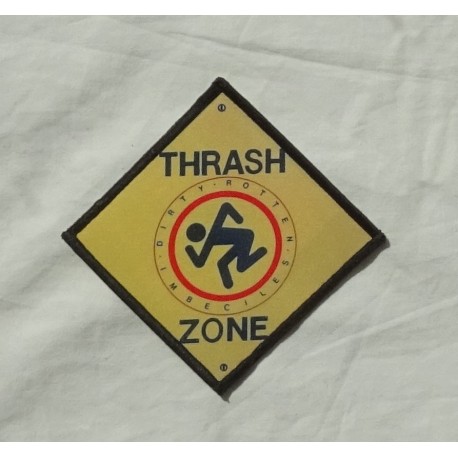 THRASH
DIRTY · ROTTEN · IMBECILES ·
ZONE